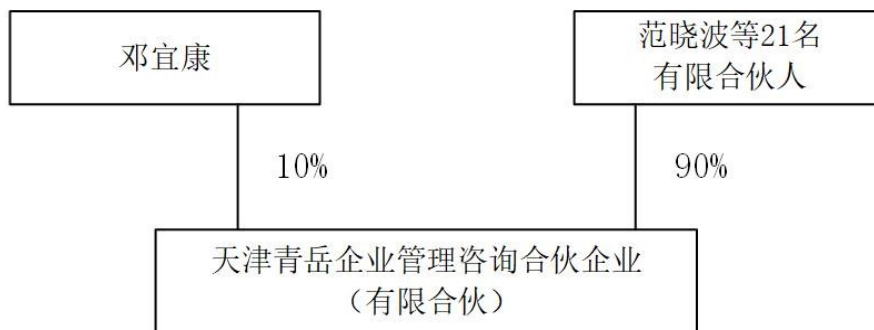 邓宜康
范晓波等21名
有限合伙人
10%
90%
天津青岳企业管理咨询合伙企业
（有限合伙）